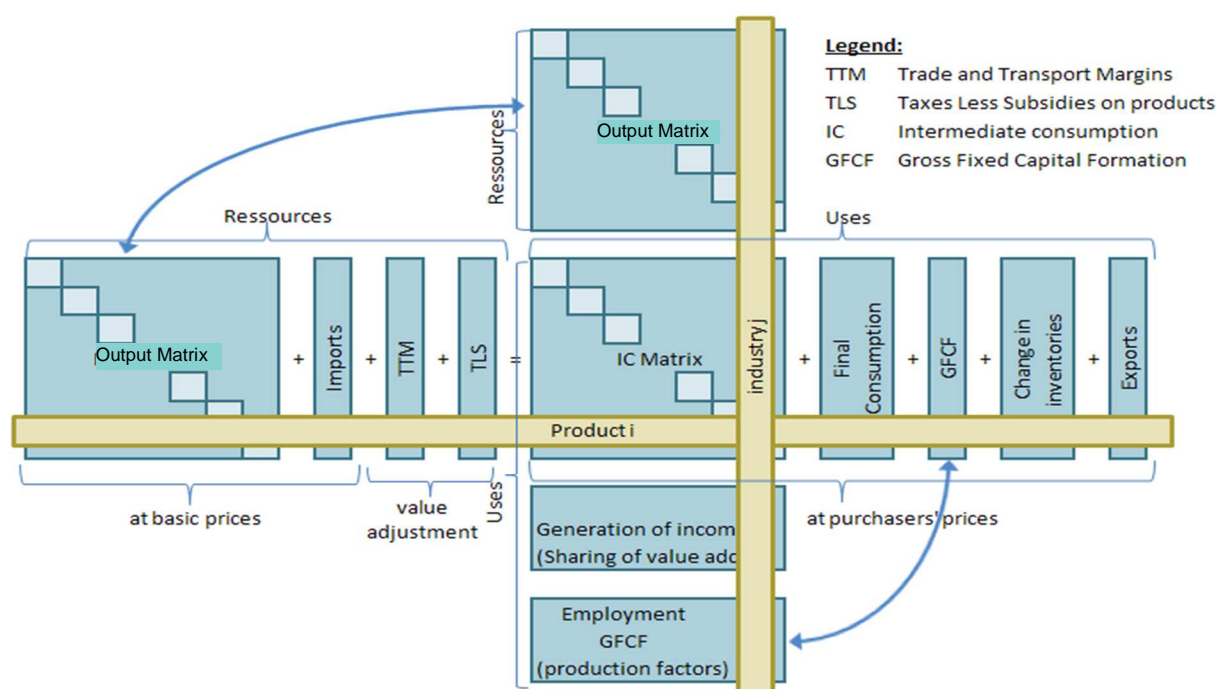 Legend:
TTM Trade and Transport Margins
TLS Taxes Less Subsidies on products
IC Intermediate consumption
GFCF Gross Fixed Capital Formation
Ressources
Output Matrix
Ressources
Uses
Output Matrix
+
Imports
+
TTM
+
TLS
=
IC Matrix
industry j
+
Final
Consumption
+
GFCF
+
Change in
inventories
+
Exports
Product i
at basic prices
value
adjustment
Uses
at purchasers' prices
Generation of incom
(Sharing of value add
Employment
GFCF
(production factors)